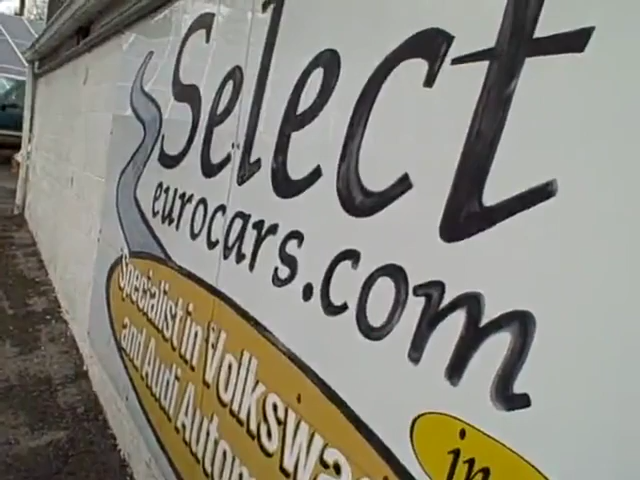 Select
eurocars.com
Specialist in Volkswa
and Audi Autom
in